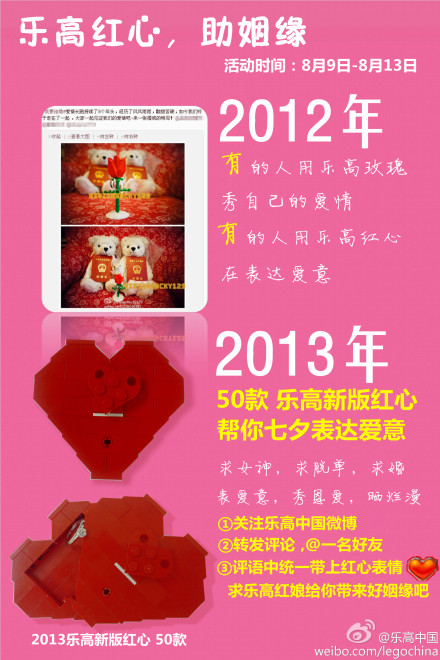 乐高红心，助姻缘
活动时间：8月9日-8月13日
2012年
有的人用乐高玫瑰
秀自己的爱情
有的人用乐高红心
在表达爱意
2013年
50款 乐高新版红心
帮你七夕表达爱意
求女神，求脱单，求婚
表爱意，秀恩爱，晒烂漫
①关注乐高中国微博
②转发评论 ,@一名好友
③评语中统一带上红心表情
求乐高红娘给你带来好姻缘吧
2013乐高新版红心 50款
@乐高中国
weibo.com/legochina